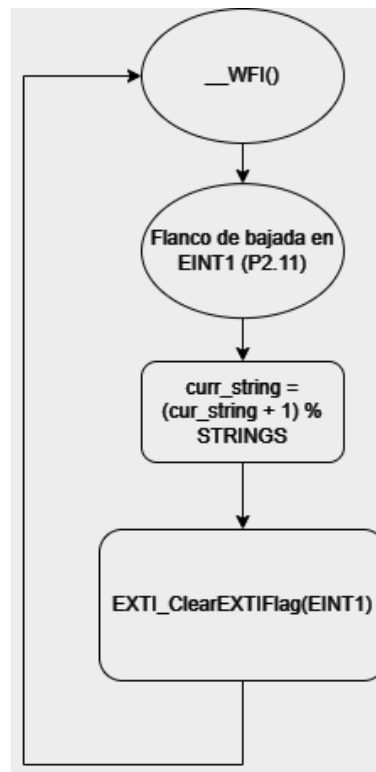 __WFI()
Flanco de bajada en
EINT1 (P2.11)
curr_string =
(cur_string + 1) %
STRINGS
EXTI_ClearEXTIFlag(EINT1)